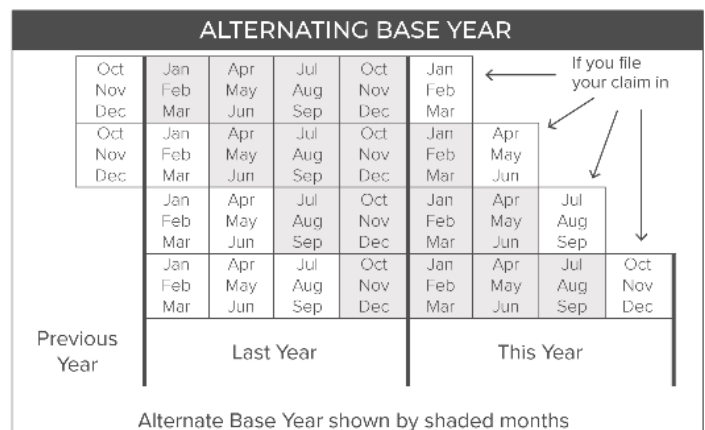 ALTERNATING BASE YEAR
Oct Jan Apr Jul Oct Jan
Nov Feb May Aug Nov Feb
Dec Mar Jun Sep Dec Mar
If you file
your claim in
Oct Jan Apr Jul Oct Jan Apr
Nov Feb May Aug Nov Feb May
Dec Mar Jun Sep Dec Mar Jun
Jan Apr Jul Oct Jan Apr Jul
Feb May Aug Nov Feb May Aug
Mar Jun Sep Dec Mar Jun Sep
Jan Apr Jul Oct Jan Apr Jul Oct
Feb May Aug Nov Feb May Aug Nov
Mar Jun Sep Dec Mar Jun Sep Dec
Previous
Year
Last Year
This Year
Alternate Base Year shown by shaded months